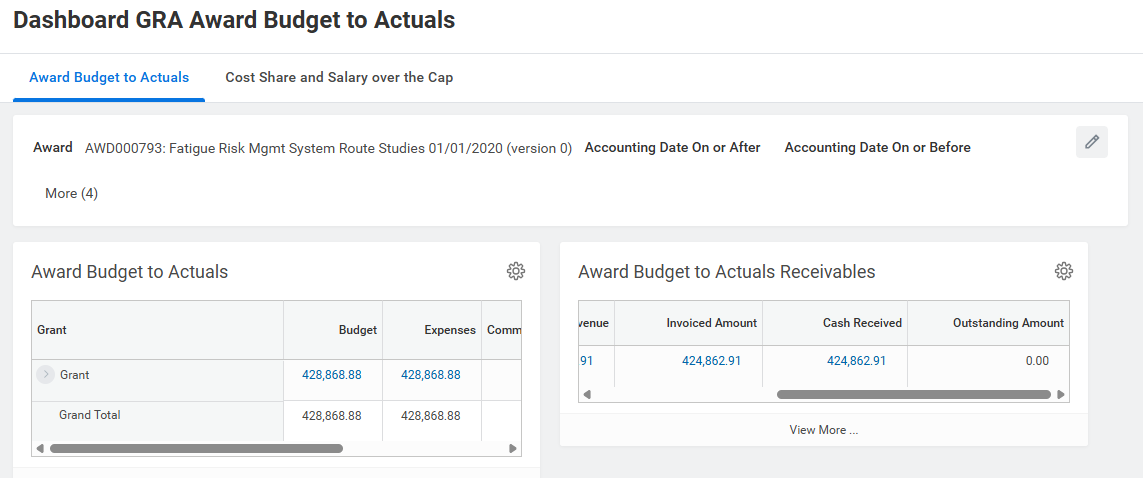 Dashboard GRA Award Budget to Actuals
Award Budget to Actuals Cost Share and Salary over the Cap
Award AWD000793: Fatigue Risk Mgmt System Route Studies 01/01/2020 (version 0) Accounting Date On or After Accounting Date On or Before
More (4)
Award Budget to Actuals
Grant Budget Expenses Comm
Grant 428,868.88 428,868.88
Grand Total 428,868.88 428,868.88
Award Budget to Actuals Receivables
venue Invoiced Amount Cash Received Outstanding Amount
91 424,862.91 424,862.91 0.00
View More ...